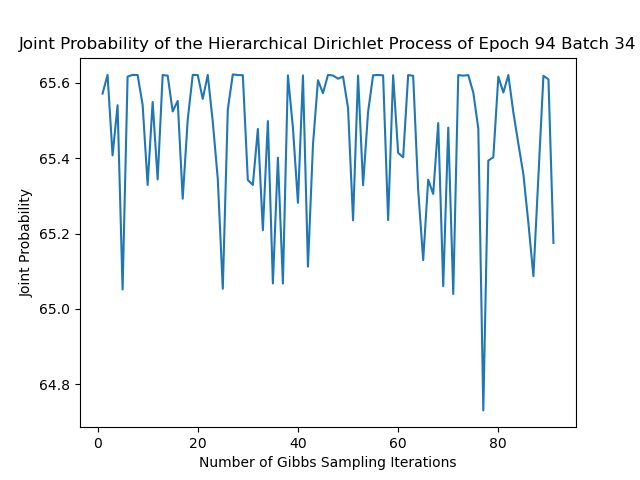 Joint Probability of the Hierarchical Dirichlet Process of Epoch 94 Batch 34
65.6
65.4
65.2
65.0
64.8
Joint Probability
0 20 40 60 80
Number of Gibbs Sampling Iterations